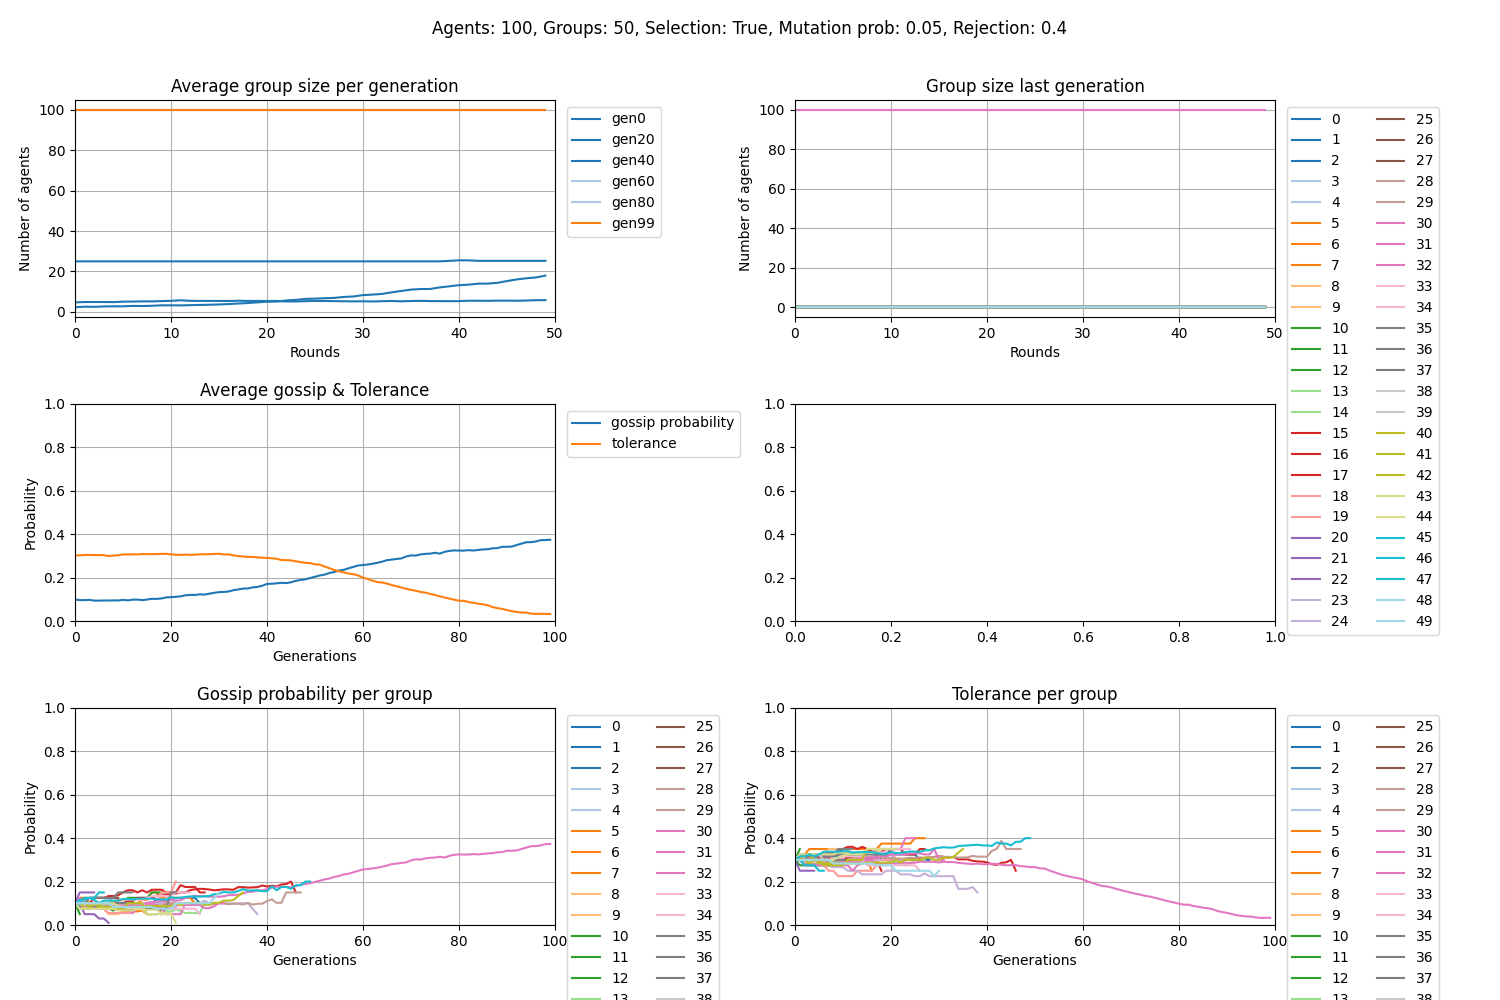 Agents: 100, Groups: 50, Selection: True, Mutation prob: 0.05, Rejection: 0.4
Average group size per generation
Number of agents
100
80
60
40
20
0
0 10 20 30 40 50
Rounds
gen0
gen20
gen40
gen60
gen80
gen99
Group size last generation
Number of agents
100
80
60
40
20
0
0 10 20 30 40 50
Rounds
0 25
1 26
2 27
3 28
4 29
5 30
6 31
7 32
8 33
9 34
10 35
11 36
12 37
13 38
14 39
15 40
16 41
17 42
18 43
19 44
20 45
21 46
22 47
23 48
24 49
Average gossip & Tolerance
Probability
1.0
0.8
0.6
0.4
0.2
0.0
0 20 40 60 80 100
Generations
gossip probability
tolerance
1.0
0.8
0.6
0.4
0.2
0.0
0.0 0.2 0.4 0.6 0.8 1.0
Gossip probability per group
Probability
1.0
0.8
0.6
0.4
0.2
0.0
0 20 40 60 80 100
Generations
0 25
1 26
2 27
3 28
4 29
5 30
6 31
7 32
8 33
9 34
10 35
11 36
12 37
13 38
Tolerance per group
Probability
1.0
0.8
0.6
0.4
0.2
0.0
0 20 40 60 80 100
Generations
0 25
1 26
2 27
3 28
4 29
5 30
6 31
7 32
8 33
9 34
10 35
11 36
12 37
13 38